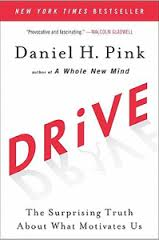 NEW YORK TIMES BESTSELLER
"Provocative and fascinating." —MALCOLM GLADWELL
Daniel H. Pink
author of A Whole New Mind
DRiVE
The Surprising Truth
About What Motivates Us